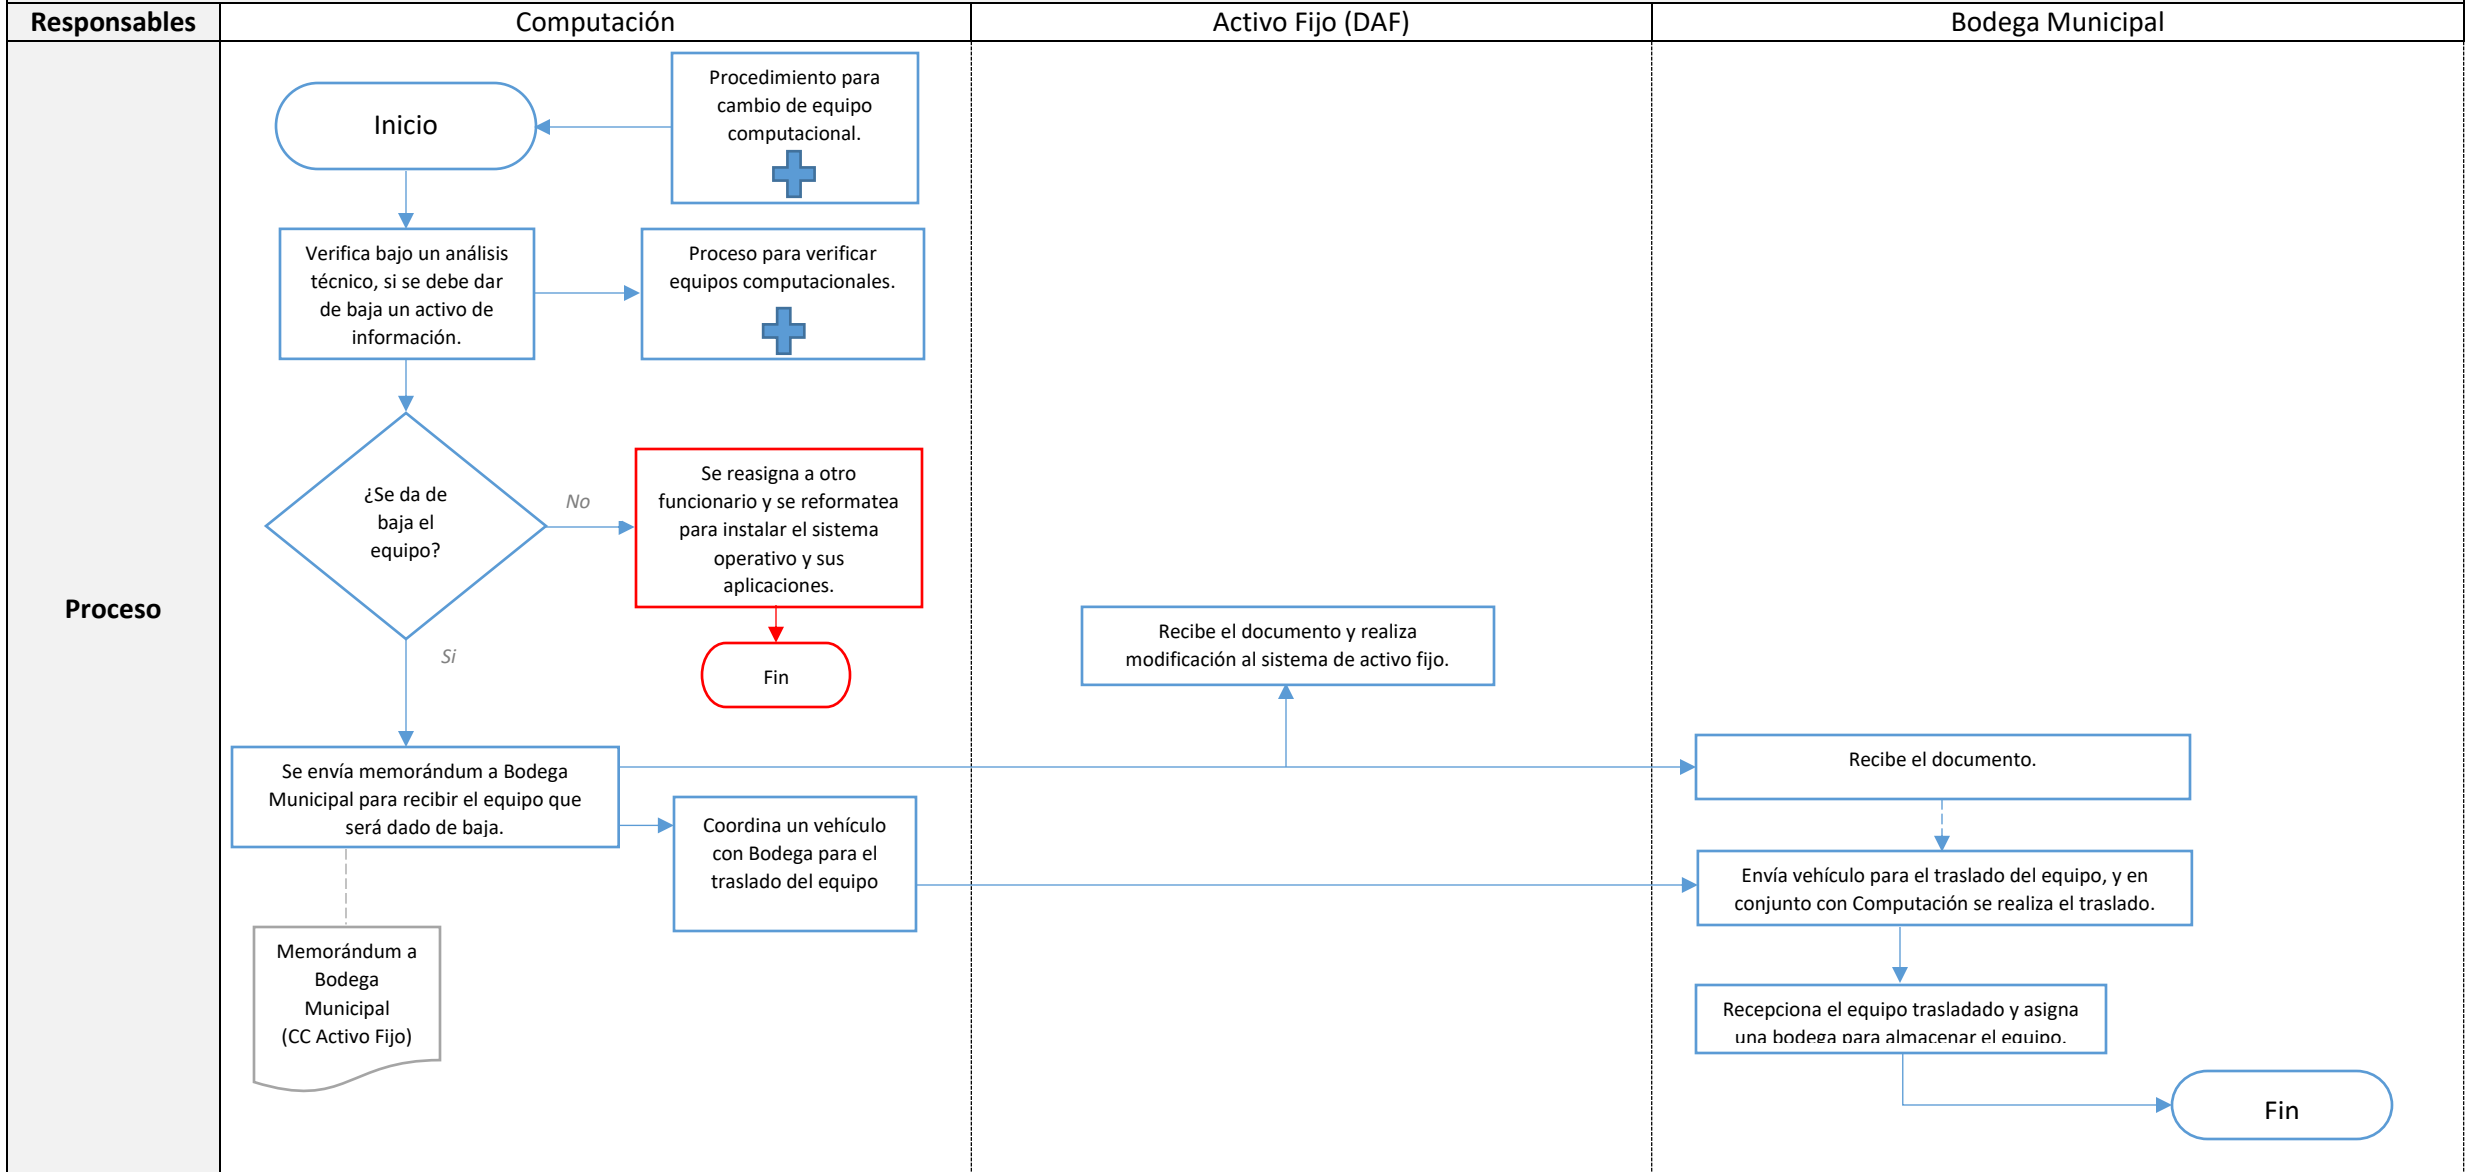 Responsables
Computación
Activo Fijo (DAF)
Bodega Municipal
Proceso
Inicio
Procedimiento para
cambio de equipo
computacional.
Verifica bajo un análisis
técnico, si se debe dar
de baja un activo de
información.
Proceso para verificar
equipos computacionales.
¿Se da de
baja el
equipo?
No
Se reasigna a otro
funcionario y se reformatea
para instalar el sistema
operativo y sus
aplicaciones.
Fin
Si
Se envía memorándum a Bodega
Municipal para recibir el equipo que
será dado de baja.
Coordina un vehículo
con Bodega para el
traslado del equipo
Memorándum a
Bodega
Municipal
(CC Activo Fijo)
Recibe el documento y realiza
modificación al sistema de activo fijo.
Recibe el documento.
Envía vehículo para el traslado del equipo, y en
conjunto con Computación se realiza el traslado.
Recepciona el equipo trasladado y asigna
una bodega para almacenar el equipo.
Fin